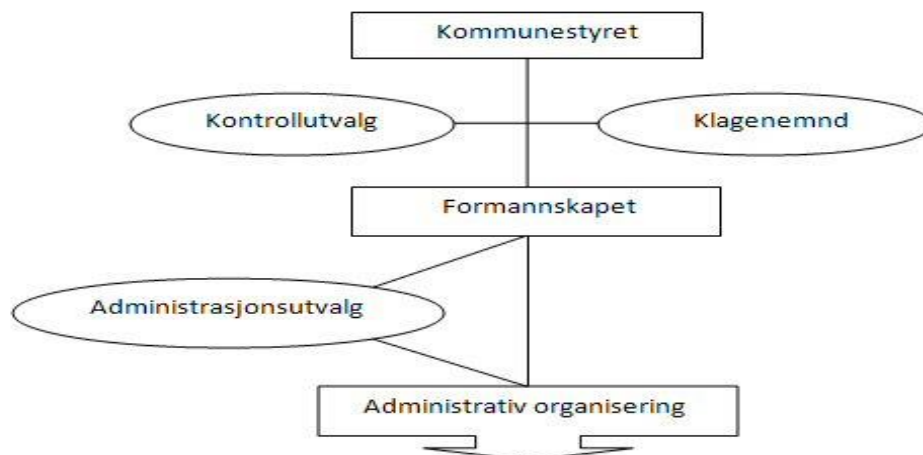 Kommunestyret
Kontrollutvalg
Klagenemnd
Formannskapet
Administrasjonsutvalg
Administrativ organisering